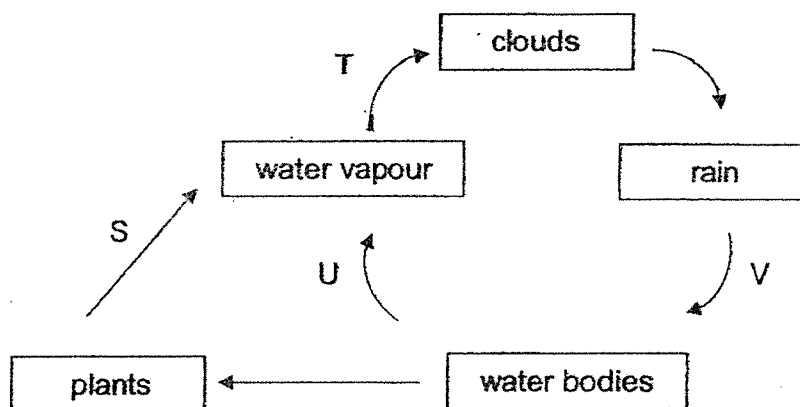 clouds
T
water vapour
rain
S
U
V
plants
water bodies